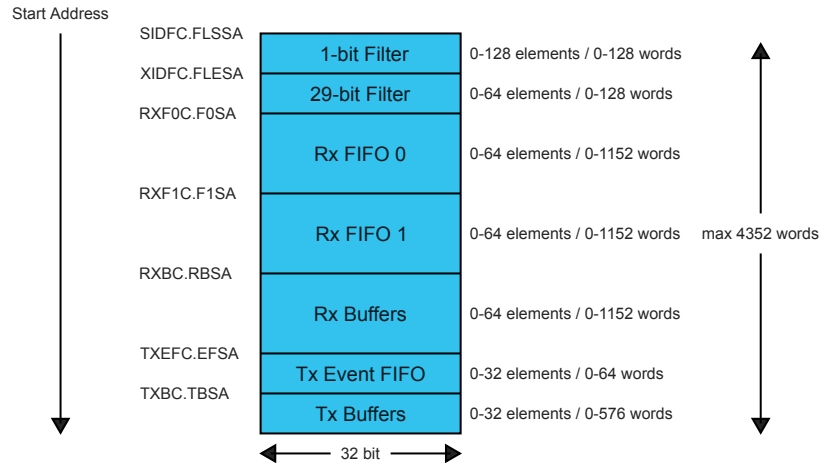 Start Address
SIDFC.FLSSA
1-bit Filter
0-128 elements / 0-128 words
XIDFC.FLESA
29-bit Filter
0-64 elements / 0-128 words
RXF0C.F0SA
Rx FIFO 0
0-64 elements / 0-1152 words
RXF1C.F1SA
Rx FIFO 1
0-64 elements / 0-1152 words
max 4352 words
RXBC.RBSA
Rx Buffers
0-64 elements / 0-1152 words
TXEFC.EFSA
Tx Event FIFO
0-32 elements / 0-64 words
TXBC.TBSA
Tx Buffers
0-32 elements / 0-576 words
32 bit